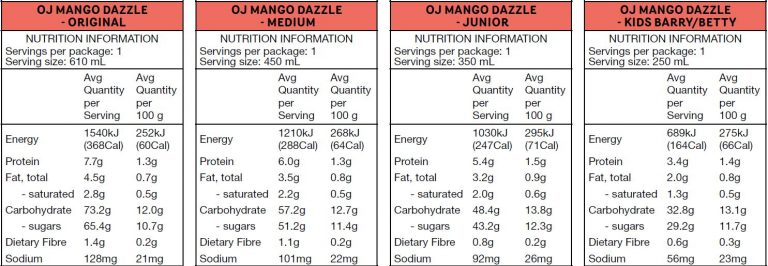 OJ MANGO DAZZLE
- ORIGINAL
NUTRITION INFORMATION
Servings per package: 1
Serving size: 610 mL
Avg Quantity per Serving Avg Quantity per 100 g
Energy 1540kJ (368Cal) 252kJ (60Cal)
Protein 7.7g 1.3g
Fat, total 4.5g 0.7g
- saturated 2.8g 0.5g
Carbohydrate 73.2g 12.0g
- sugars 65.4g 10.7g
Dietary Fibre 1.4g 0.2g
Sodium 128mg 21mg
OJ MANGO DAZZLE
- MEDIUM
NUTRITION INFORMATION
Servings per package: 1
Serving size: 450 mL
Avg Quantity per Serving Avg Quantity per 100 g
Energy 1210kJ (288Cal) 268kJ (64Cal)
Protein 6.0g 1.3g
Fat, total 3.5g 0.8g
- saturated 2.2g 0.5g
Carbohydrate 57.2g 12.7g
- sugars 51.2g 11.4g
Dietary Fibre 1.1g 0.2g
Sodium 101mg 22mg
OJ MANGO DAZZLE
- JUNIOR
NUTRITION INFORMATION
Servings per package: 1
Serving size: 350 mL
Avg Quantity per Serving Avg Quantity per 100 g
Energy 1030kJ (247Cal) 295kJ (71Cal)
Protein 5.4g 1.5g
Fat, total 3.2g 0.9g
- saturated 2.0g 0.6g
Carbohydrate 48.4g 13.8g
- sugars 43.2g 12.3g
Dietary Fibre 0.8g 0.2g
Sodium 92mg 26mg
OJ MANGO DAZZLE
- KIDS BARRY/BETTY
NUTRITION INFORMATION
Servings per package: 1
Serving size: 250 mL
Avg Quantity per Serving Avg Quantity per 100 g
Energy 689kJ (164Cal) 275kJ (66Cal)
Protein 3.4g 1.4g
Fat, total 2.0g 0.8g
- saturated 1.3g 0.5g
Carbohydrate 32.8g 13.1g
- sugars 29.2g 11.7g
Dietary Fibre 0.6g 0.3g
Sodium 56mg 23mg